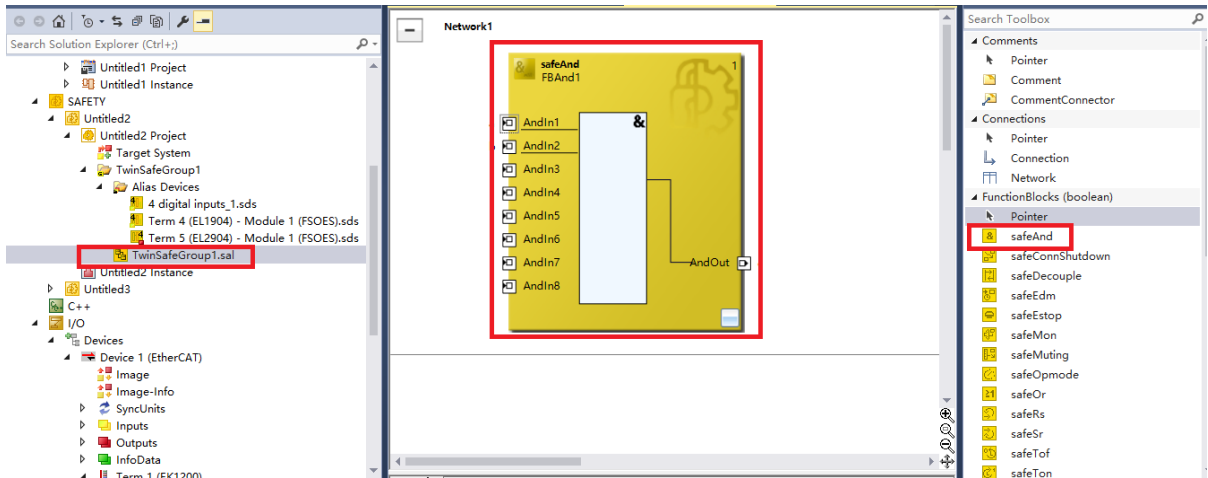 Search Solution Explorer (Ctrl+;)
Untitled1 Project
Untitled1 Instance
SAFETY
Untitled2
Untitled2 Project
Target System
TwinSafeGroup1
Alias Devices
4 digital inputs_1.sds
Term 4 (EL1904) - Module 1 (FSOES).sds
Term 5 (EL2904) - Module 1 (FSOES).sds
TwinSafeGroup1.sal
Untitled2 Instance
Untitled3
C++
I/O
Devices
Device 1 (EtherCAT)
Image
Image-Info
SyncUnits
Inputs
Outputs
InfoData
Term 1 (EK1200)
Network1
& safeAnd 1
FBAnd1
AndIn1 &
AndIn2
AndIn3
AndIn4
AndIn5
AndIn6
AndIn7 AndOut
AndIn8
Search Toolbox
Comments
Pointer
Comment
CommentConnector
Connections
Pointer
Connection
Network
FunctionBlocks (boolean)
Pointer
& safeAnd
safeConnShutdown
safeDecouple
safeEdm
safeEstop
safeMon
safeMuting
safeOpmode
≥1 safeOr
safeRs
safeSr
safeTof
safeTon